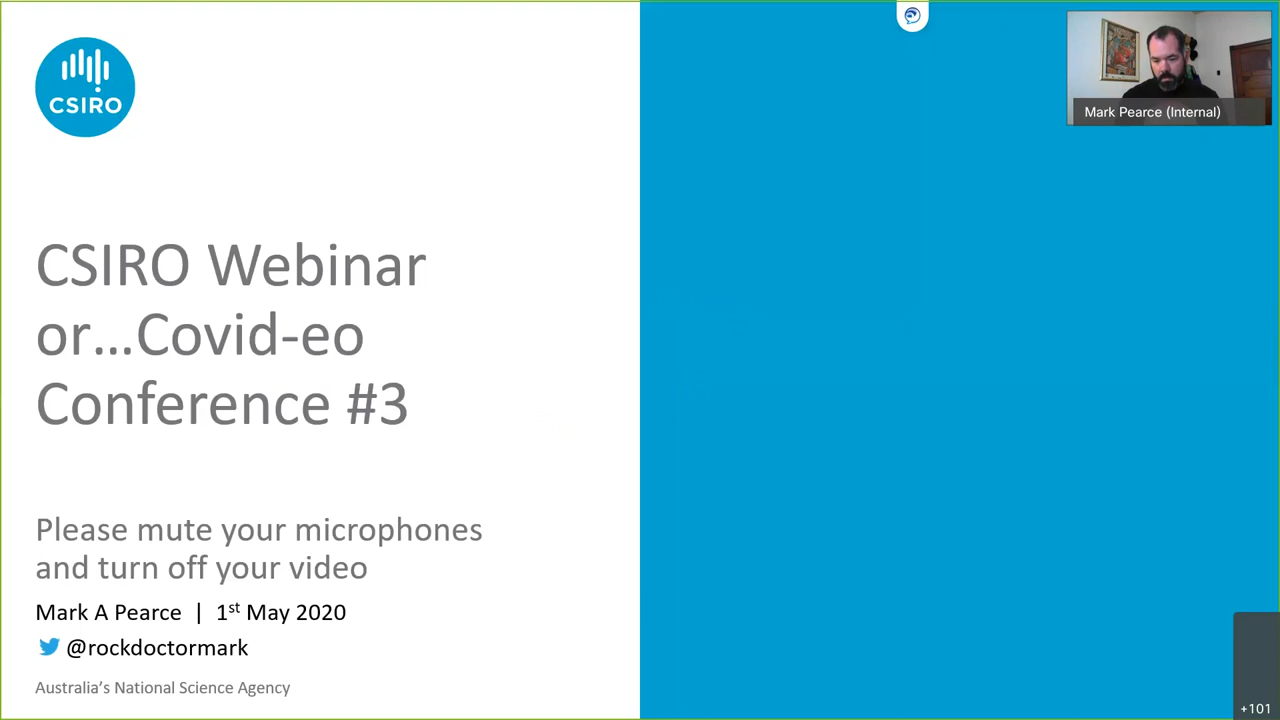 CSIRO
Mark Pearce (Internal)
CSIRO Webinar
or...Covid-eo
Conference #3
Please mute your microphones
and turn off your video
Mark A Pearce | 1st May 2020
@rockdoctormark
Australia's National Science Agency
+101